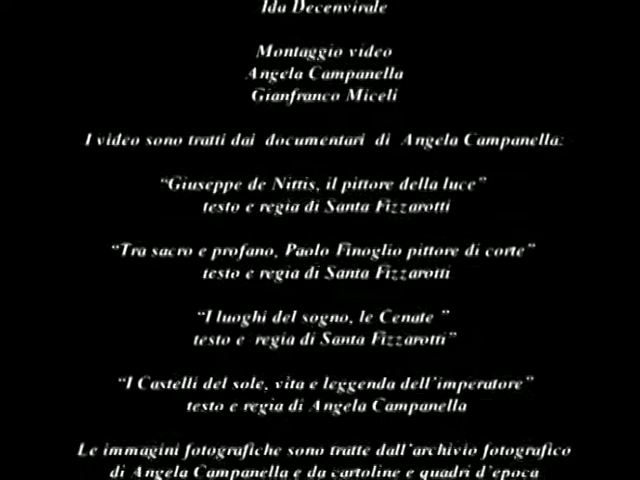 Ida Decenvirale
Montaggio video
Angela Campanella
Gianfranco Miceli
I video sono tratti dai documentari di Angela Campanella:
“Giuseppe de Nittis, il pittore della luce”
testo e regia di Santa Fizzarotti
“Tra sacro e profano, Paolo Finoglio pittore di corte”
testo e regia di Santa Fizzarotti
“I luoghi del sogno, le Cenate ”
testo e regia di Santa Fizzarotti”
“I Castelli del sole, vita e leggenda dell’imperatore”
testo e regia di Angela Campanella
Le immagini fotografiche sono tratte dall’archivio fotografico
di Angela Campanella e da cartoline e quadri d’epoca